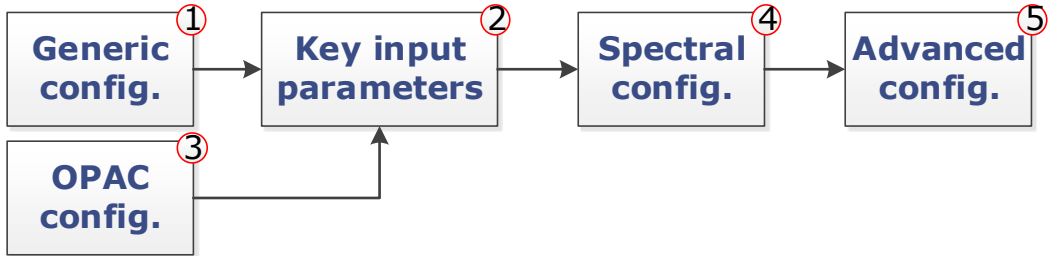 1
Generic
config.
2
Key input
parameters
4
Spectral
config.
5
Advanced
config.
3
OPAC
config.